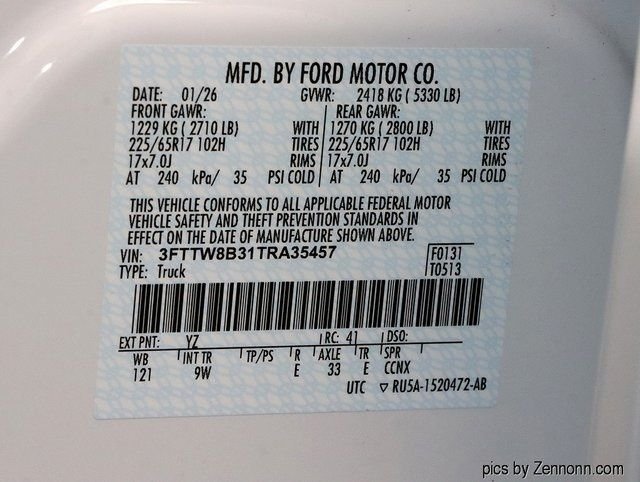 MFD. BY FORD MOTOR CO.
DATE: 01/26 GVWR: 2418 KG ( 5330 LB)
FRONT GAWR: REAR GAWR:
1229 KG ( 2710 LB) WITH 1270 KG ( 2800 LB) WITH
225/65R17 102H TIRES 225/65R17 102H TIRES
17x7.0J RIMS 17x7.0J RIMS
AT 240 kPa/ 35 PSI COLD AT 240 kPa/ 35 PSI COLD
THIS VEHICLE CONFORMS TO ALL APPLICABLE FEDERAL MOTOR
VEHICLE SAFETY AND THEFT PREVENTION STANDARDS IN
EFFECT ON THE DATE OF MANUFACTURE SHOWN ABOVE.
VIN: 3FTTW8B31TRA35457 F0131
TYPE: Truck T0513
EXT PNT: YZ RC: 41 DSO:
WB INT TR TP/PS R AXLE TR SPR
121 9W E 33 E CCNX
UTC ▽ RU5A-1520472-AB
pics by Zennonn.com